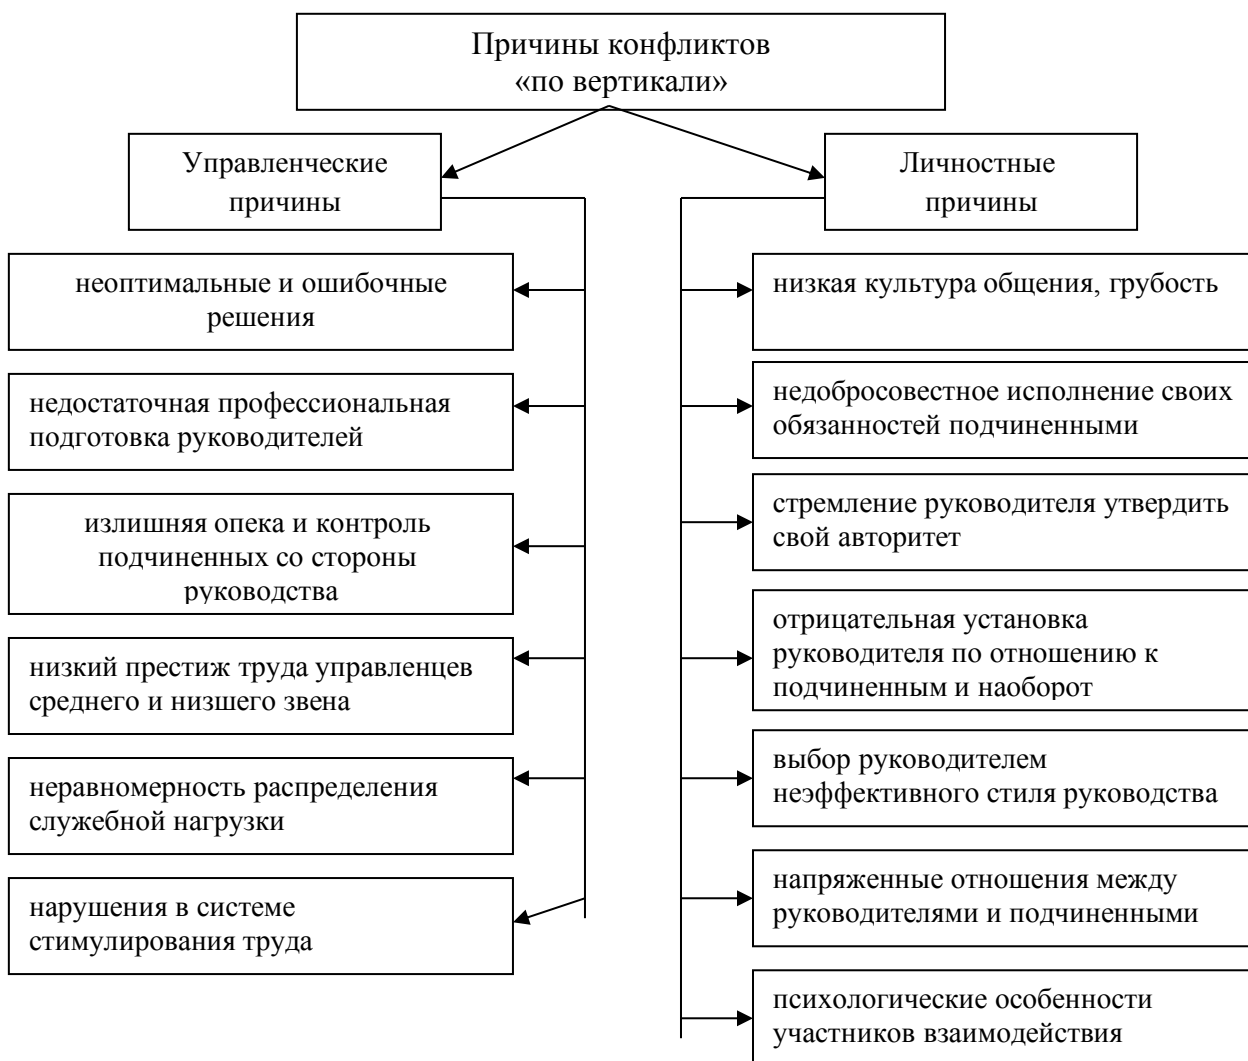 Причины конфликтов
«по вертикали»
Управленческие
причины
Личностные
причины
неоптимальные и ошибочные
решения
недостаточная профессиональная
подготовка руководителей
излишняя опека и контроль
подчиненных со стороны
руководства
низкий престиж труда управленцев
среднего и низшего звена
неравномерность распределения
служебной нагрузки
нарушения в системе
стимулирования труда
низкая культура общения, грубость
недобросовестное исполнение своих
обязанностей подчиненными
стремление руководителя утвердить
свой авторитет
отрицательная установка
руководителя по отношению к
подчиненным и наоборот
выбор руководителем
неэффективного стиля руководства
напряженные отношения между
руководителями и подчиненными
психологические особенности
участников взаимодействия